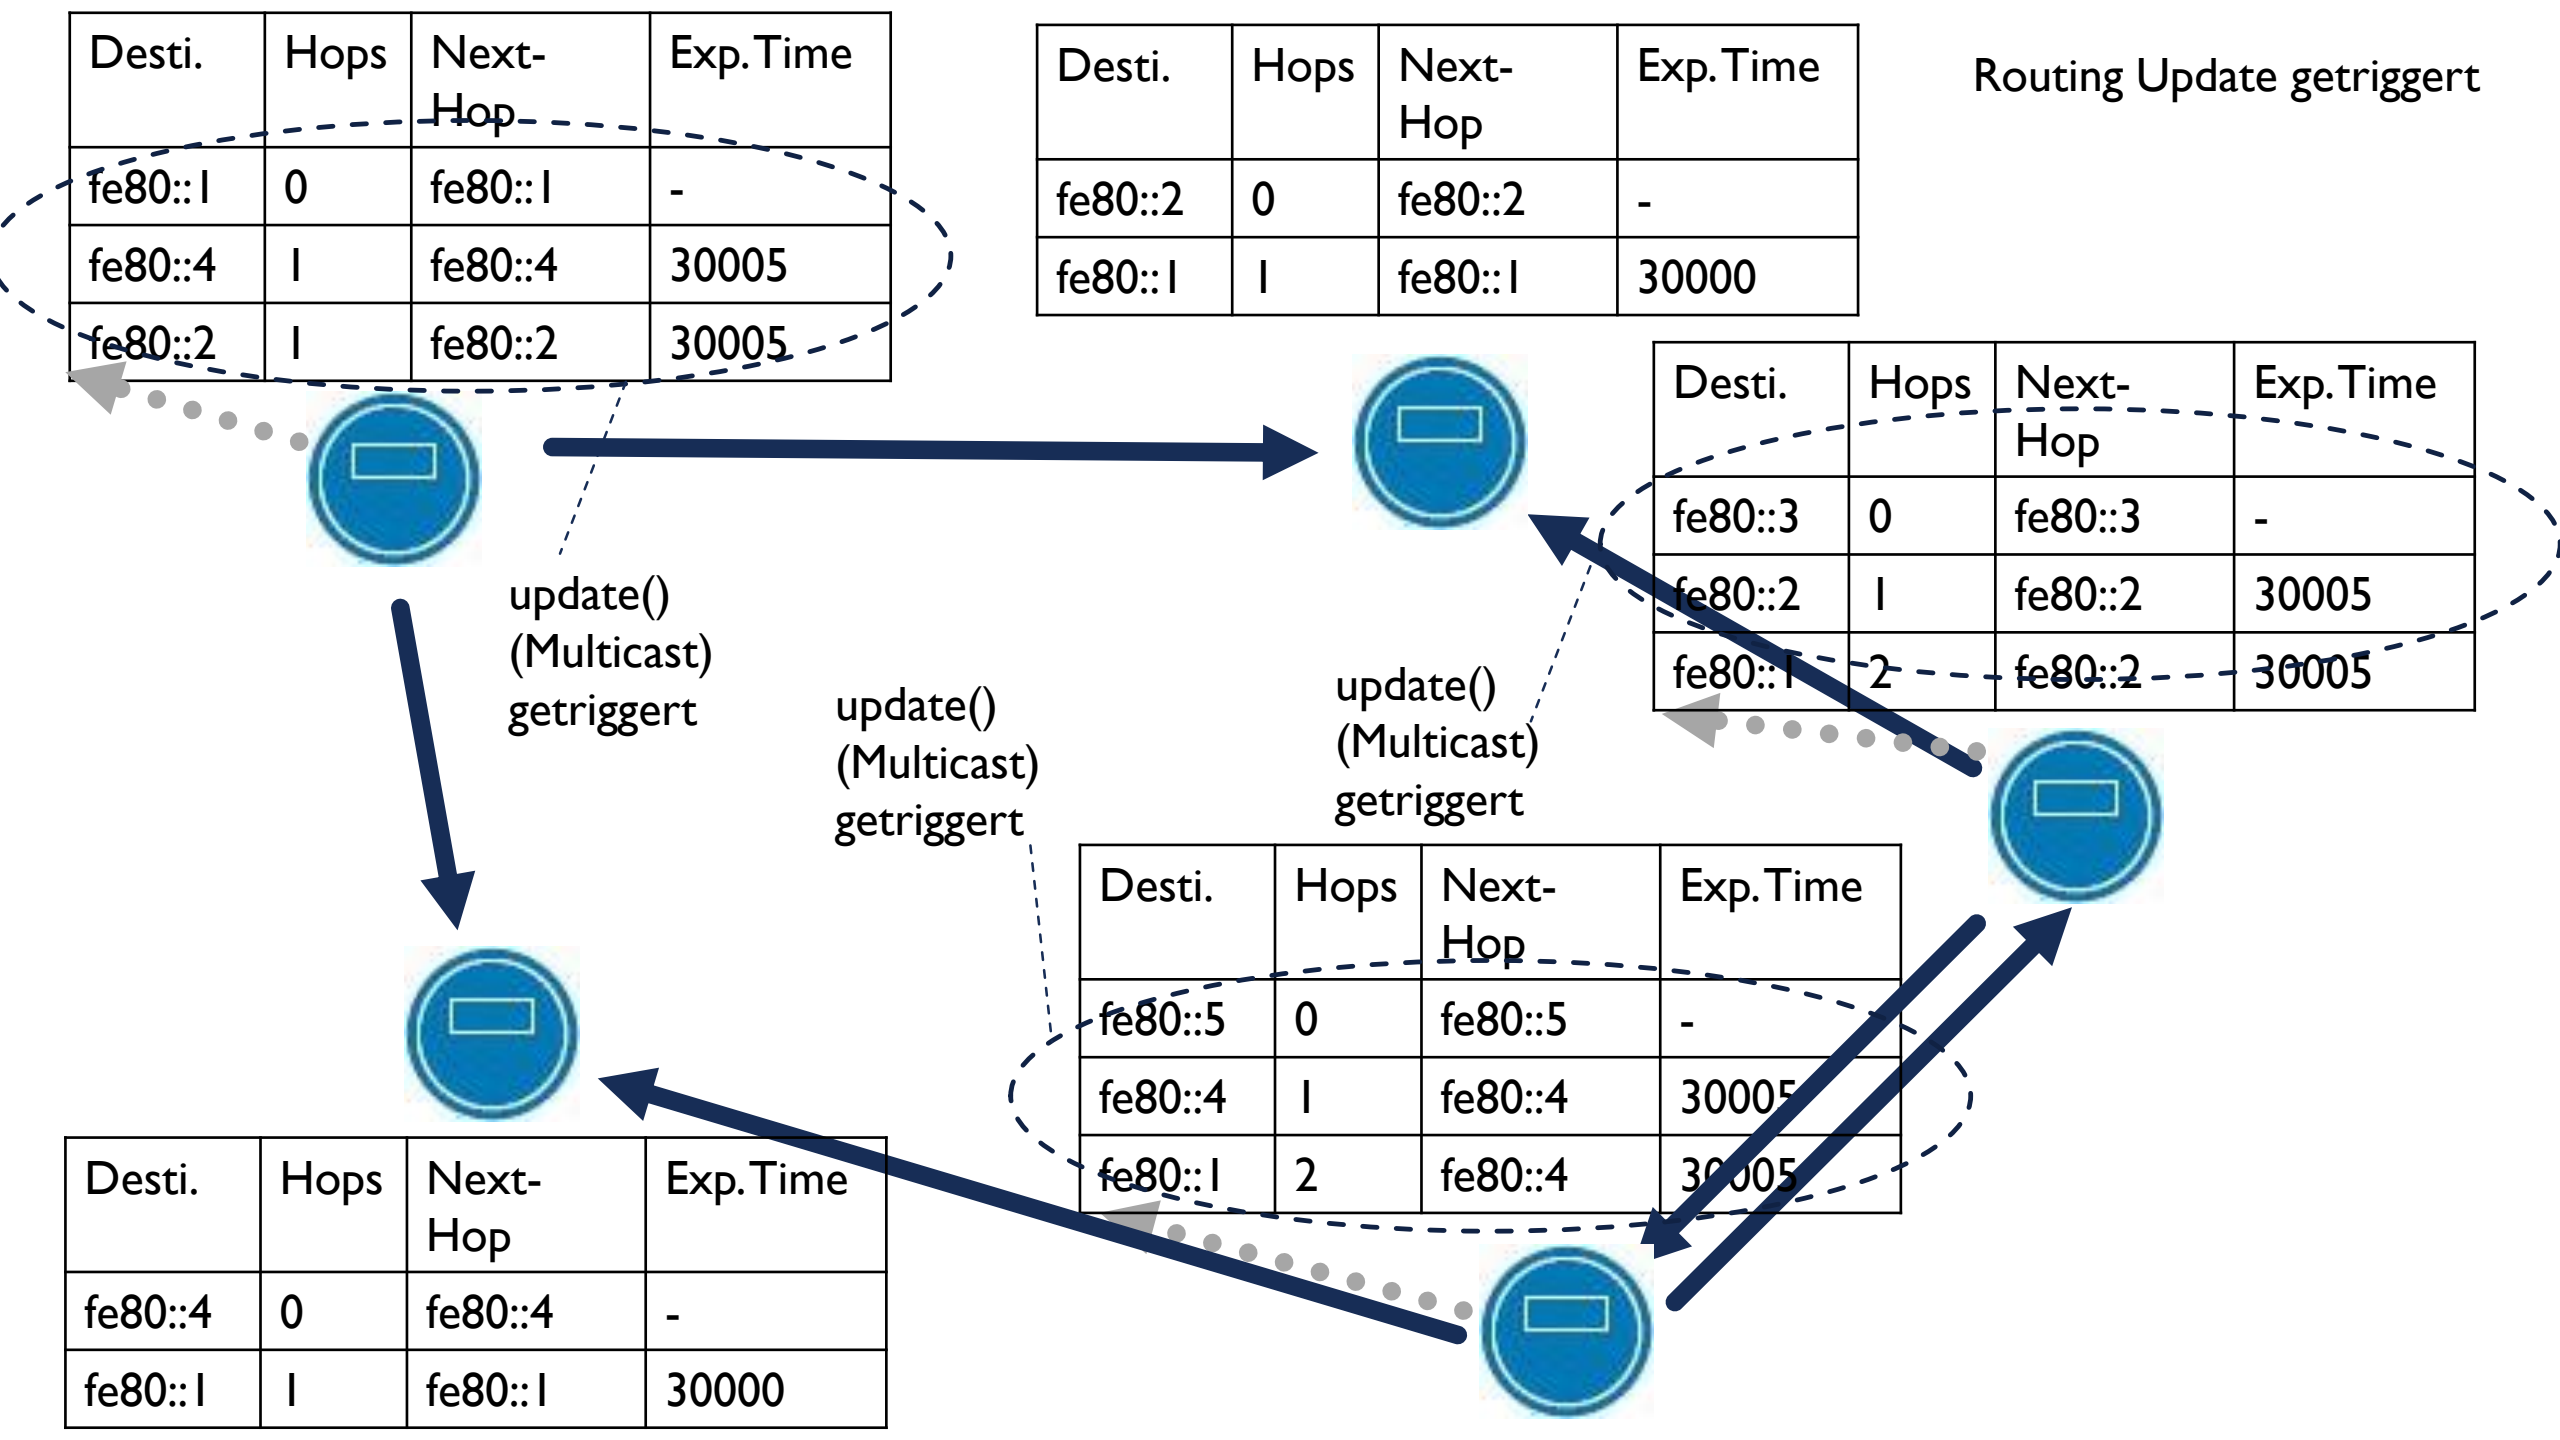 Routing Update getriggert
Desti. Hops Next-Hop Exp. Time
fe80::1 0 fe80::1 -
fe80::4 1 fe80::4 30005
fe80::2 1 fe80::2 30005
Desti. Hops Next-Hop Exp. Time
fe80::2 0 fe80::2 -
fe80::1 1 fe80::1 30000
Desti. Hops Next-Hop Exp. Time
fe80::3 0 fe80::3 -
fe80::2 1 fe80::2 30005
fe80::1 2 fe80::2 30005
update()
(Multicast)
getriggert
update()
(Multicast)
getriggert
update()
(Multicast)
getriggert
Desti. Hops Next-Hop Exp. Time
fe80::5 0 fe80::5 -
fe80::4 1 fe80::4 30005
fe80::1 2 fe80::4 30005
Desti. Hops Next-Hop Exp. Time
fe80::4 0 fe80::4 -
fe80::1 1 fe80::1 30000